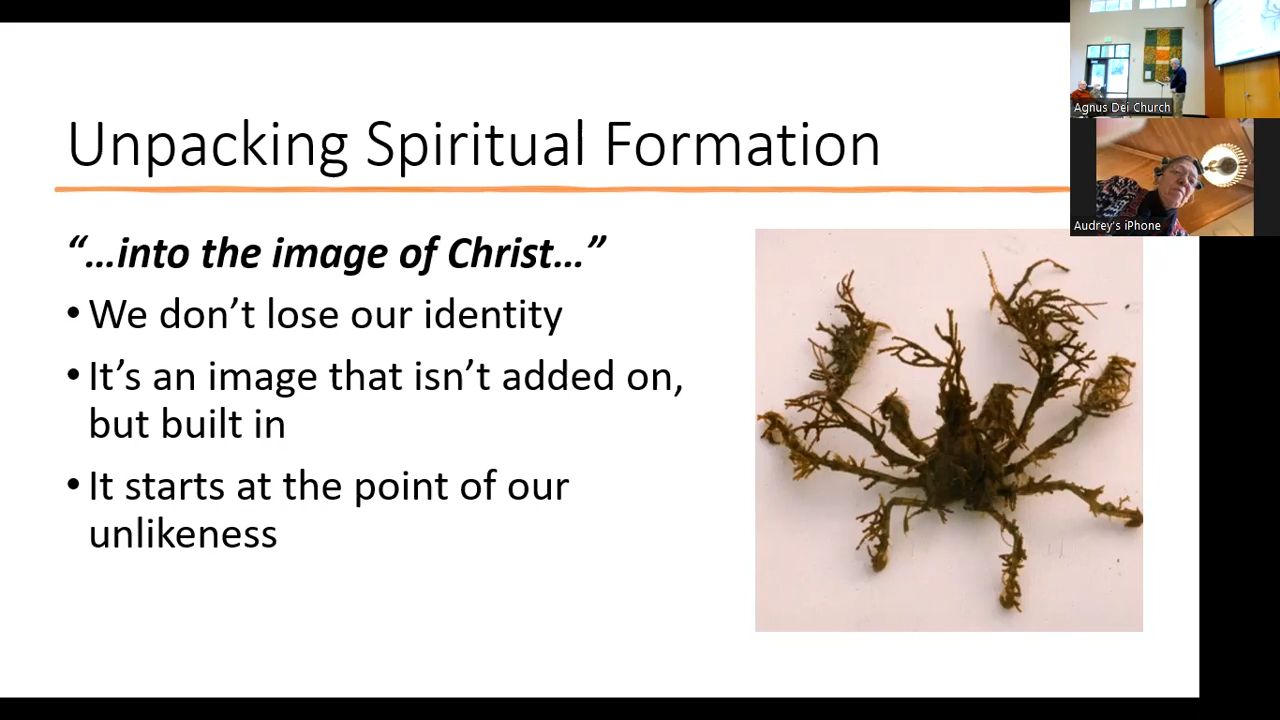 Unpacking Spiritual Formation
“…into the image of Christ…”
• We don’t lose our identity
• It’s an image that isn’t added on,
but built in
• It starts at the point of our
unlikeness
Agnus Dei Church
Audrey's iPhone